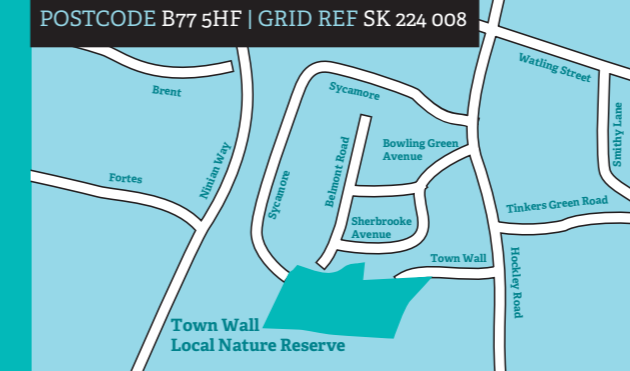 POSTCODE B77 5HF | GRID REF SK 224 008
Watling Street
Brent
Sycamore
Smithy Lane
Bowling Green
Avenue
Belmont Road
Ninian Way
Fortes
Sycamore
Tinkers Green Road
Sherbrooke
Avenue
Town Wall
Hockley Road
Town Wall
Local Nature Reserve